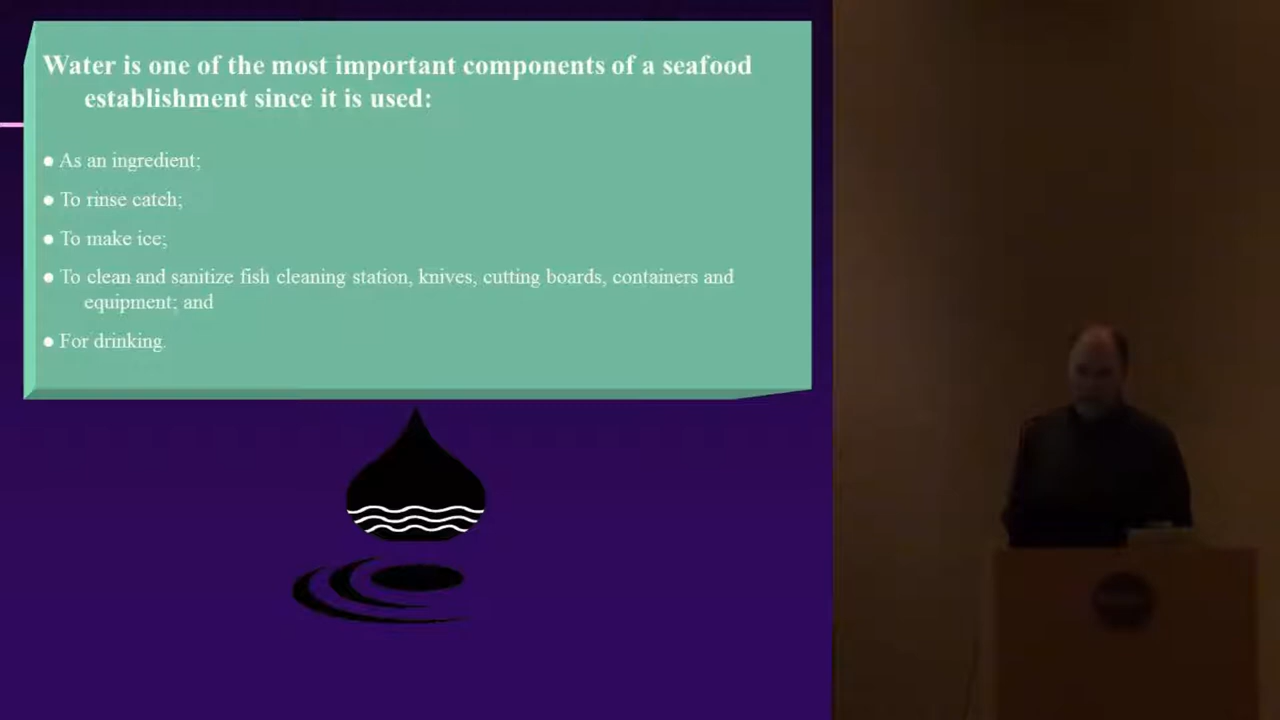 Water is one of the most important components of a seafood
establishment since it is used:
● As an ingredient;
● To rinse catch;
● To make ice;
● To clean and sanitize fish cleaning station, knives, cutting boards, containers and
equipment; and
● For drinking.